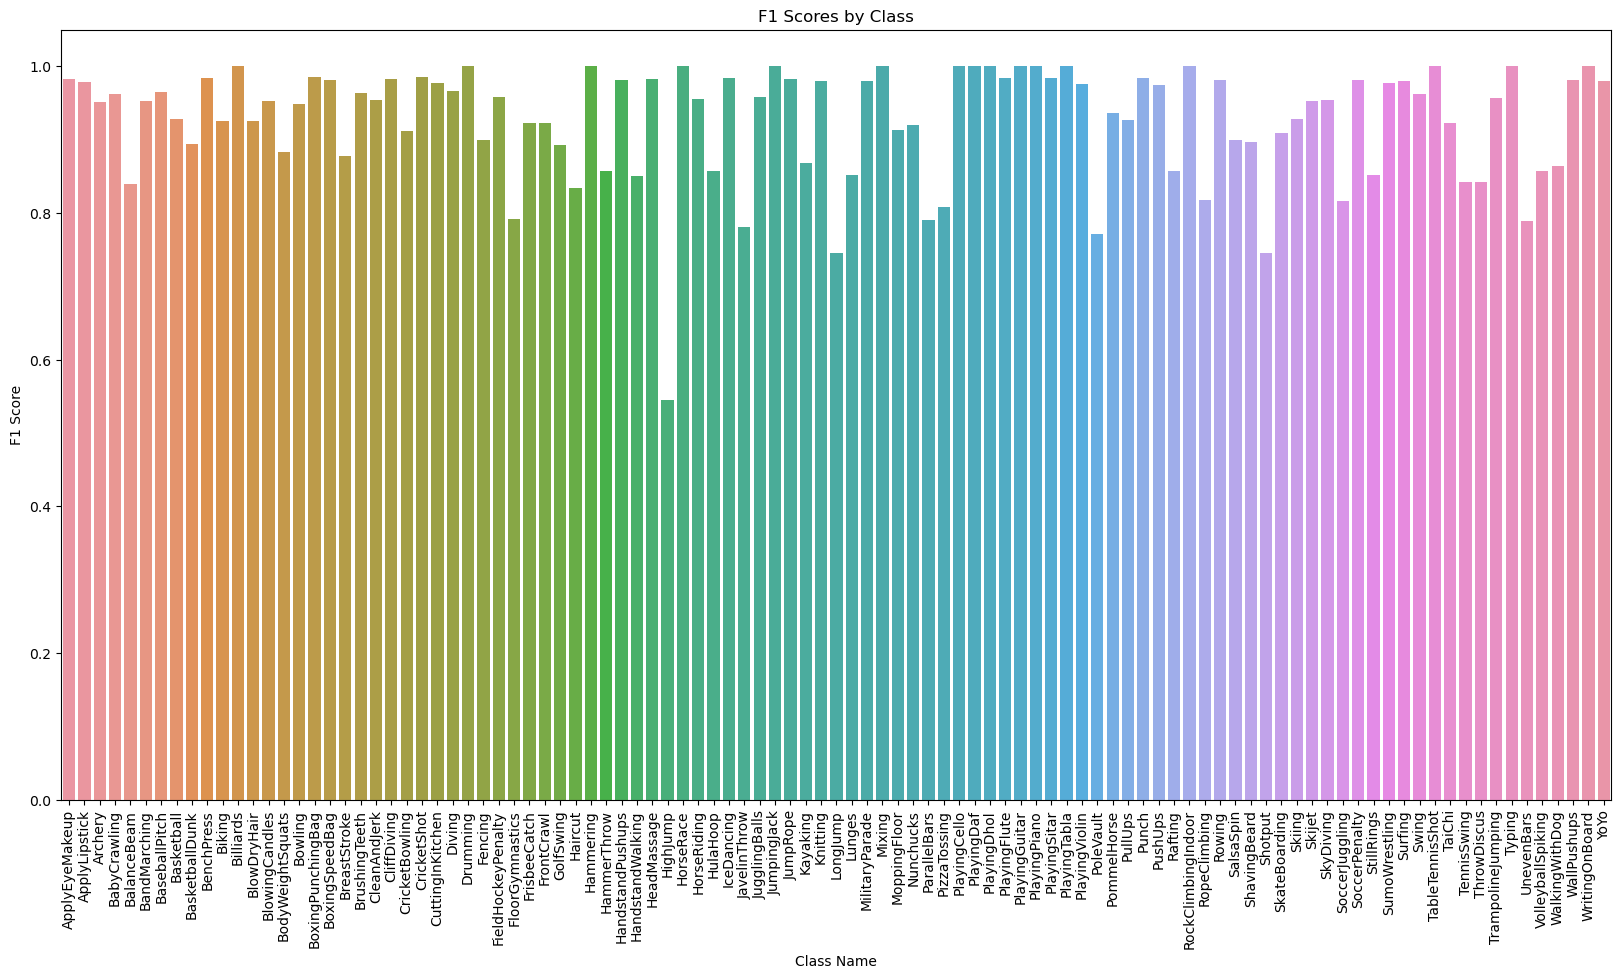 F1 Scores by Class
F1 Score
1.0
0.8
0.6
0.4
0.2
0.0
ApplyEyeMakeup
ApplyLipstick
Archery
BabyCrawling
BalanceBeam
BandMarching
BaseballPitch
Basketball
BasketballDunk
BenchPress
Biking
Billiards
BlowDryHair
BlowingCandles
BodyWeightSquats
Bowling
BoxingPunchingBag
BoxingSpeedBag
BreastStroke
BrushingTeeth
CleanAndJerk
CliffDiving
CricketBowling
CricketShot
CuttingInKitchen
Diving
Drumming
Fencing
FieldHockeyPenalty
FloorGymnastics
FrisbeeCatch
FrontCrawl
GolfSwing
Haircut
Hammering
HammerThrow
HandstandPushups
HandstandWalking
HeadMassage
HighJump
HorseRace
HorseRiding
HulaHoop
IceDancing
JavelinThrow
JugglingBalls
JumpingJack
JumpRope
Kayaking
Knitting
LongJump
Lunges
MilitaryParade
Mixing
MoppingFloor
Nunchucks
ParallelBars
PizzaTossing
PlayingCello
PlayingDaf
PlayingDhol
PlayingFlute
PlayingGuitar
PlayingPiano
PlayingSitar
PlayingTabla
PlayingViolin
PoleVault
PommelHorse
PullUps
Punch
PushUps
Rafting
RockClimbingIndoor
RopeClimbing
Rowing
SalsaSpin
ShavingBeard
Shotput
SkateBoarding
Skiing
Skijet
SkyDiving
SoccerJuggling
SoccerPenalty
StillRings
SumoWrestling
Surfing
Swing
TableTennisShot
TaiChi
TennisSwing
ThrowDiscus
TrampolineJumping
Typing
UnevenBars
VolleyballSpiking
WalkingWithDog
WallPushups
WritingOnBoard
YoYo
Class Name